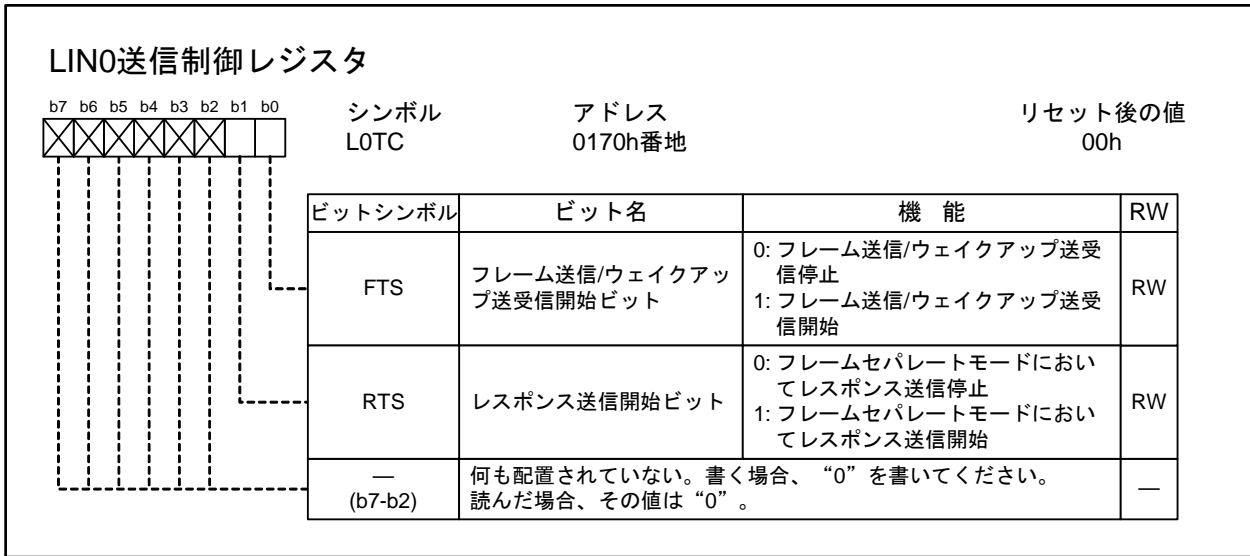 LIN0送信制御レジスタ
b7 b6 b5 b4 b3 b2 b1 b0
シンボル アドレス リセット後の値
L0TC 0170h番地 00h
ビットシンボル ビット名 機 能 RW
FTS
フレーム送信/ウェイクアッ
プ送受信開始ビット
0: フレーム送信/ウェイクアップ送受
信停止
1: フレーム送信/ウェイクアップ送受
信開始
RW
RTS
レスポンス送信開始ビット
0: フレームセパレートモードにおい
てレスポンス送信停止
1: フレームセパレートモードにおい
てレスポンス送信開始
RW
—
(b7-b2)
何も配置されていない。書く場合、“0”を書いてください。
読んだ場合、その値は“0”。
—